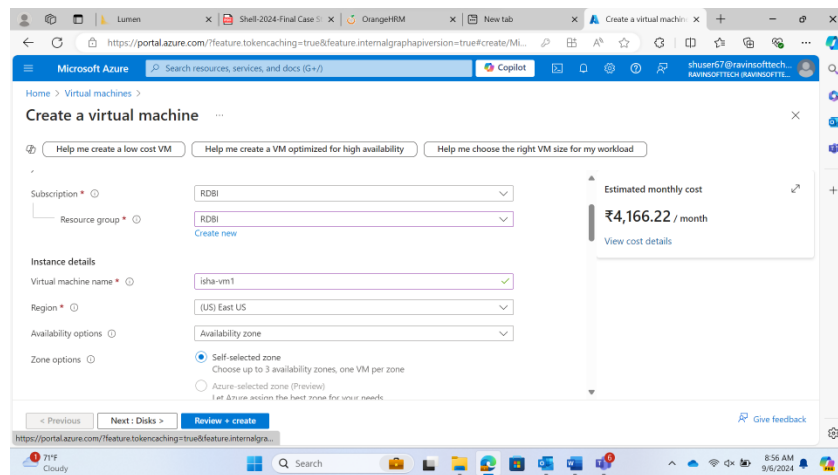 Lumen
Shell-2024-Final Case S
OrangeHRM
New tab
Create a virtual machin
https://portal.azure.com/?feature.tokencaching=true&feature.internalgraphapiversion=true#create/Mi...
Microsoft Azure
Search resources, services, and docs (G+/)
Copilot
shuser67@ravinsofttech...
RAVINSOFTTECH (RAVINSOFTTE...
Home > Virtual machines >
Create a virtual machine ...
Help me create a low cost VM
Help me create a VM optimized for high availability
Help me choose the right VM size for my workload
Subscription *
RDBI
Resource group *
RDBI
Create new
Instance details
Virtual machine name *
isha-vm1
Region *
(US) East US
Availability options
Availability zone
Zone options
Self-selected zone
Choose up to 3 availability zones, one VM per zone
Azure-selected zone (Preview)
Let Azure assign the best zone for your needs
Estimated monthly cost
₹4,166.22 / month
View cost details
< Previous
Next : Disks >
Review + create
Give feedback
https://portal.azure.com/?feature.tokencaching=true&feature.internalgra...
71°F
Cloudy
Search
8:56 AM
9/6/2024